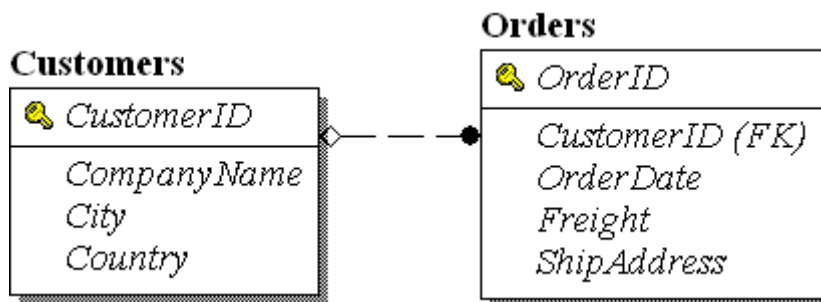 Customers
CustomerID
CompanyName
City
Country
Orders
OrderID
CustomerID (FK)
OrderDate
Freight
ShipAddress